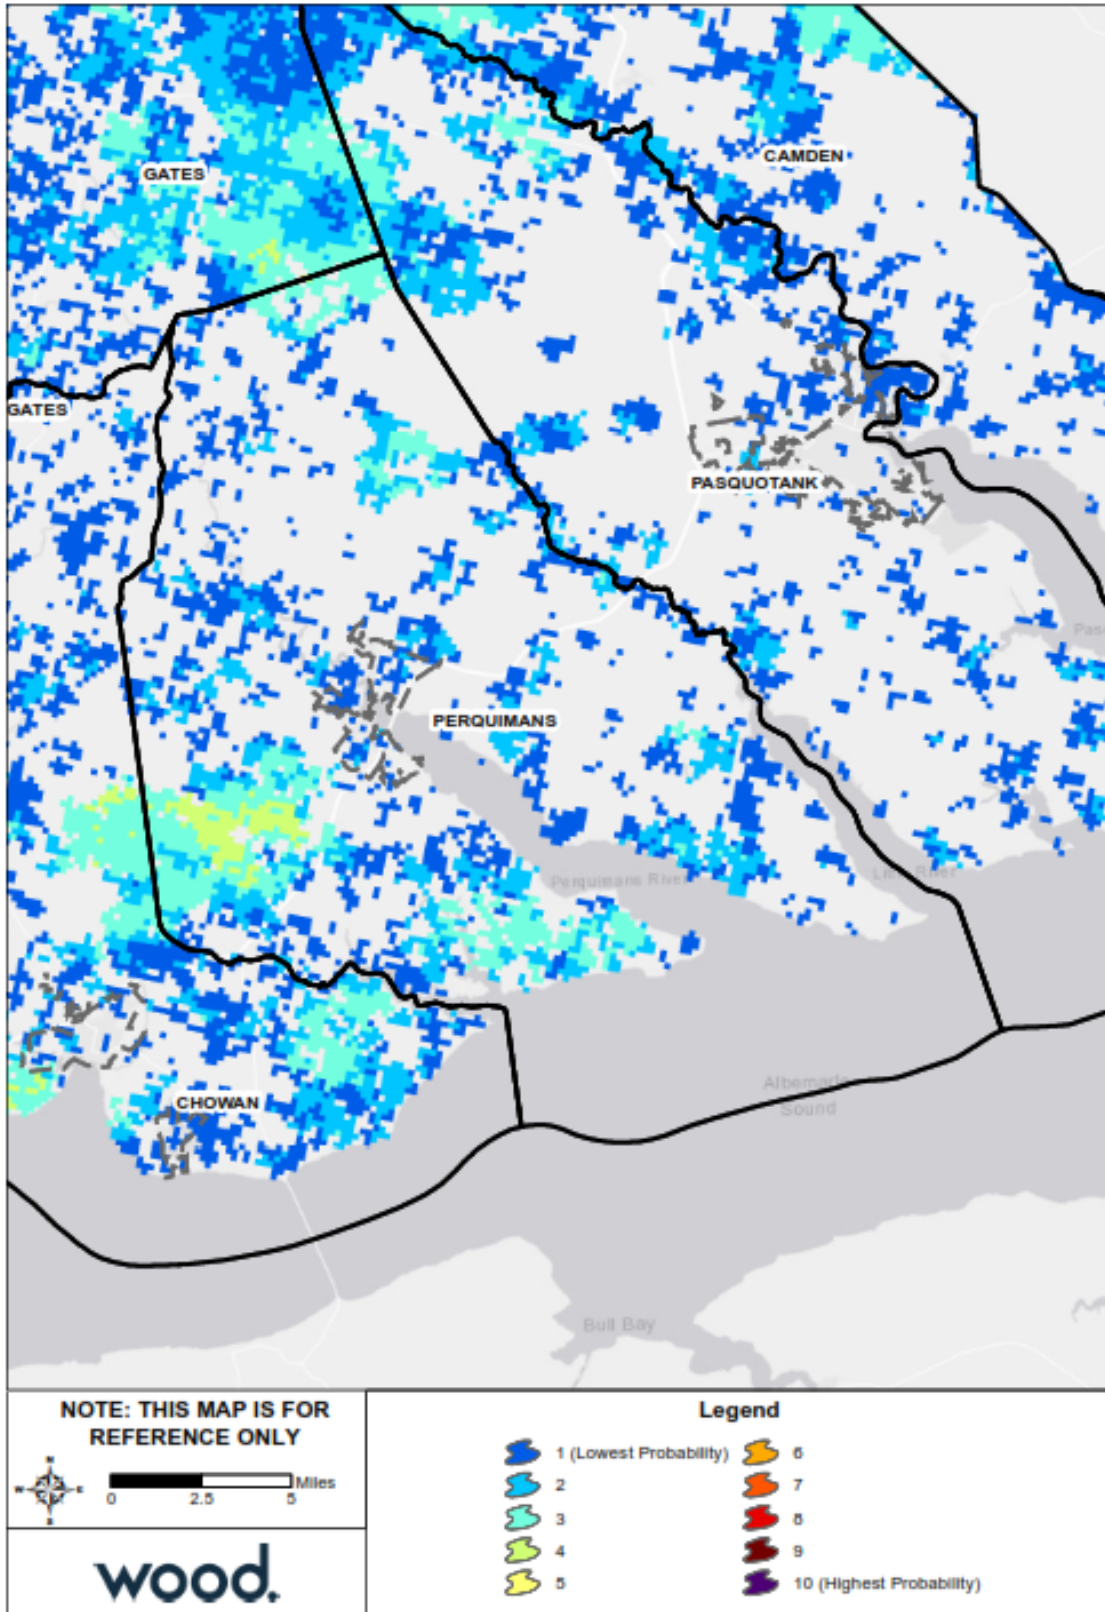 CAMDEN
GATES
GATES
PASQUOTANK
PERQUIMANS
Perquimans River
Little River
CHOWAN
Albemarle
Sound
Bull Bay
NOTE: THIS MAP IS FOR
REFERENCE ONLY
N
W E
S
0 2.5 5 Miles
wood.
Legend
1 (Lowest Probability)
2
3
4
5
6
7
8
9
10 (Highest Probability)